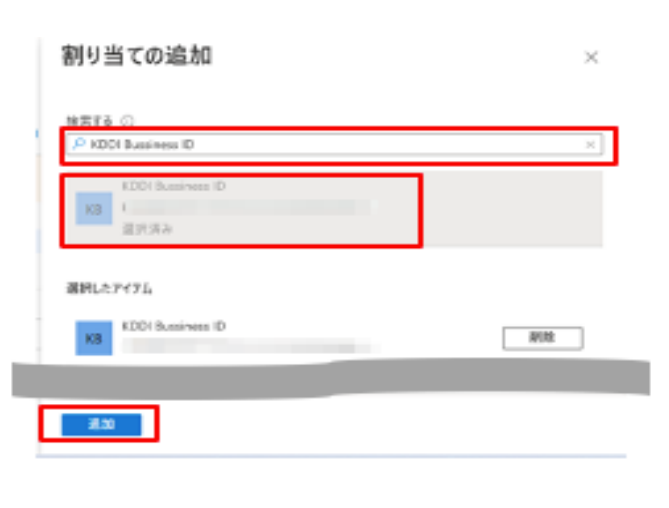 割り当ての追加
検索する
KDDI Bussiness ID
KDDI Bussiness ID
KB
選択済み
選択したアイテム
KDDI Bussiness ID
KB
削除
追加